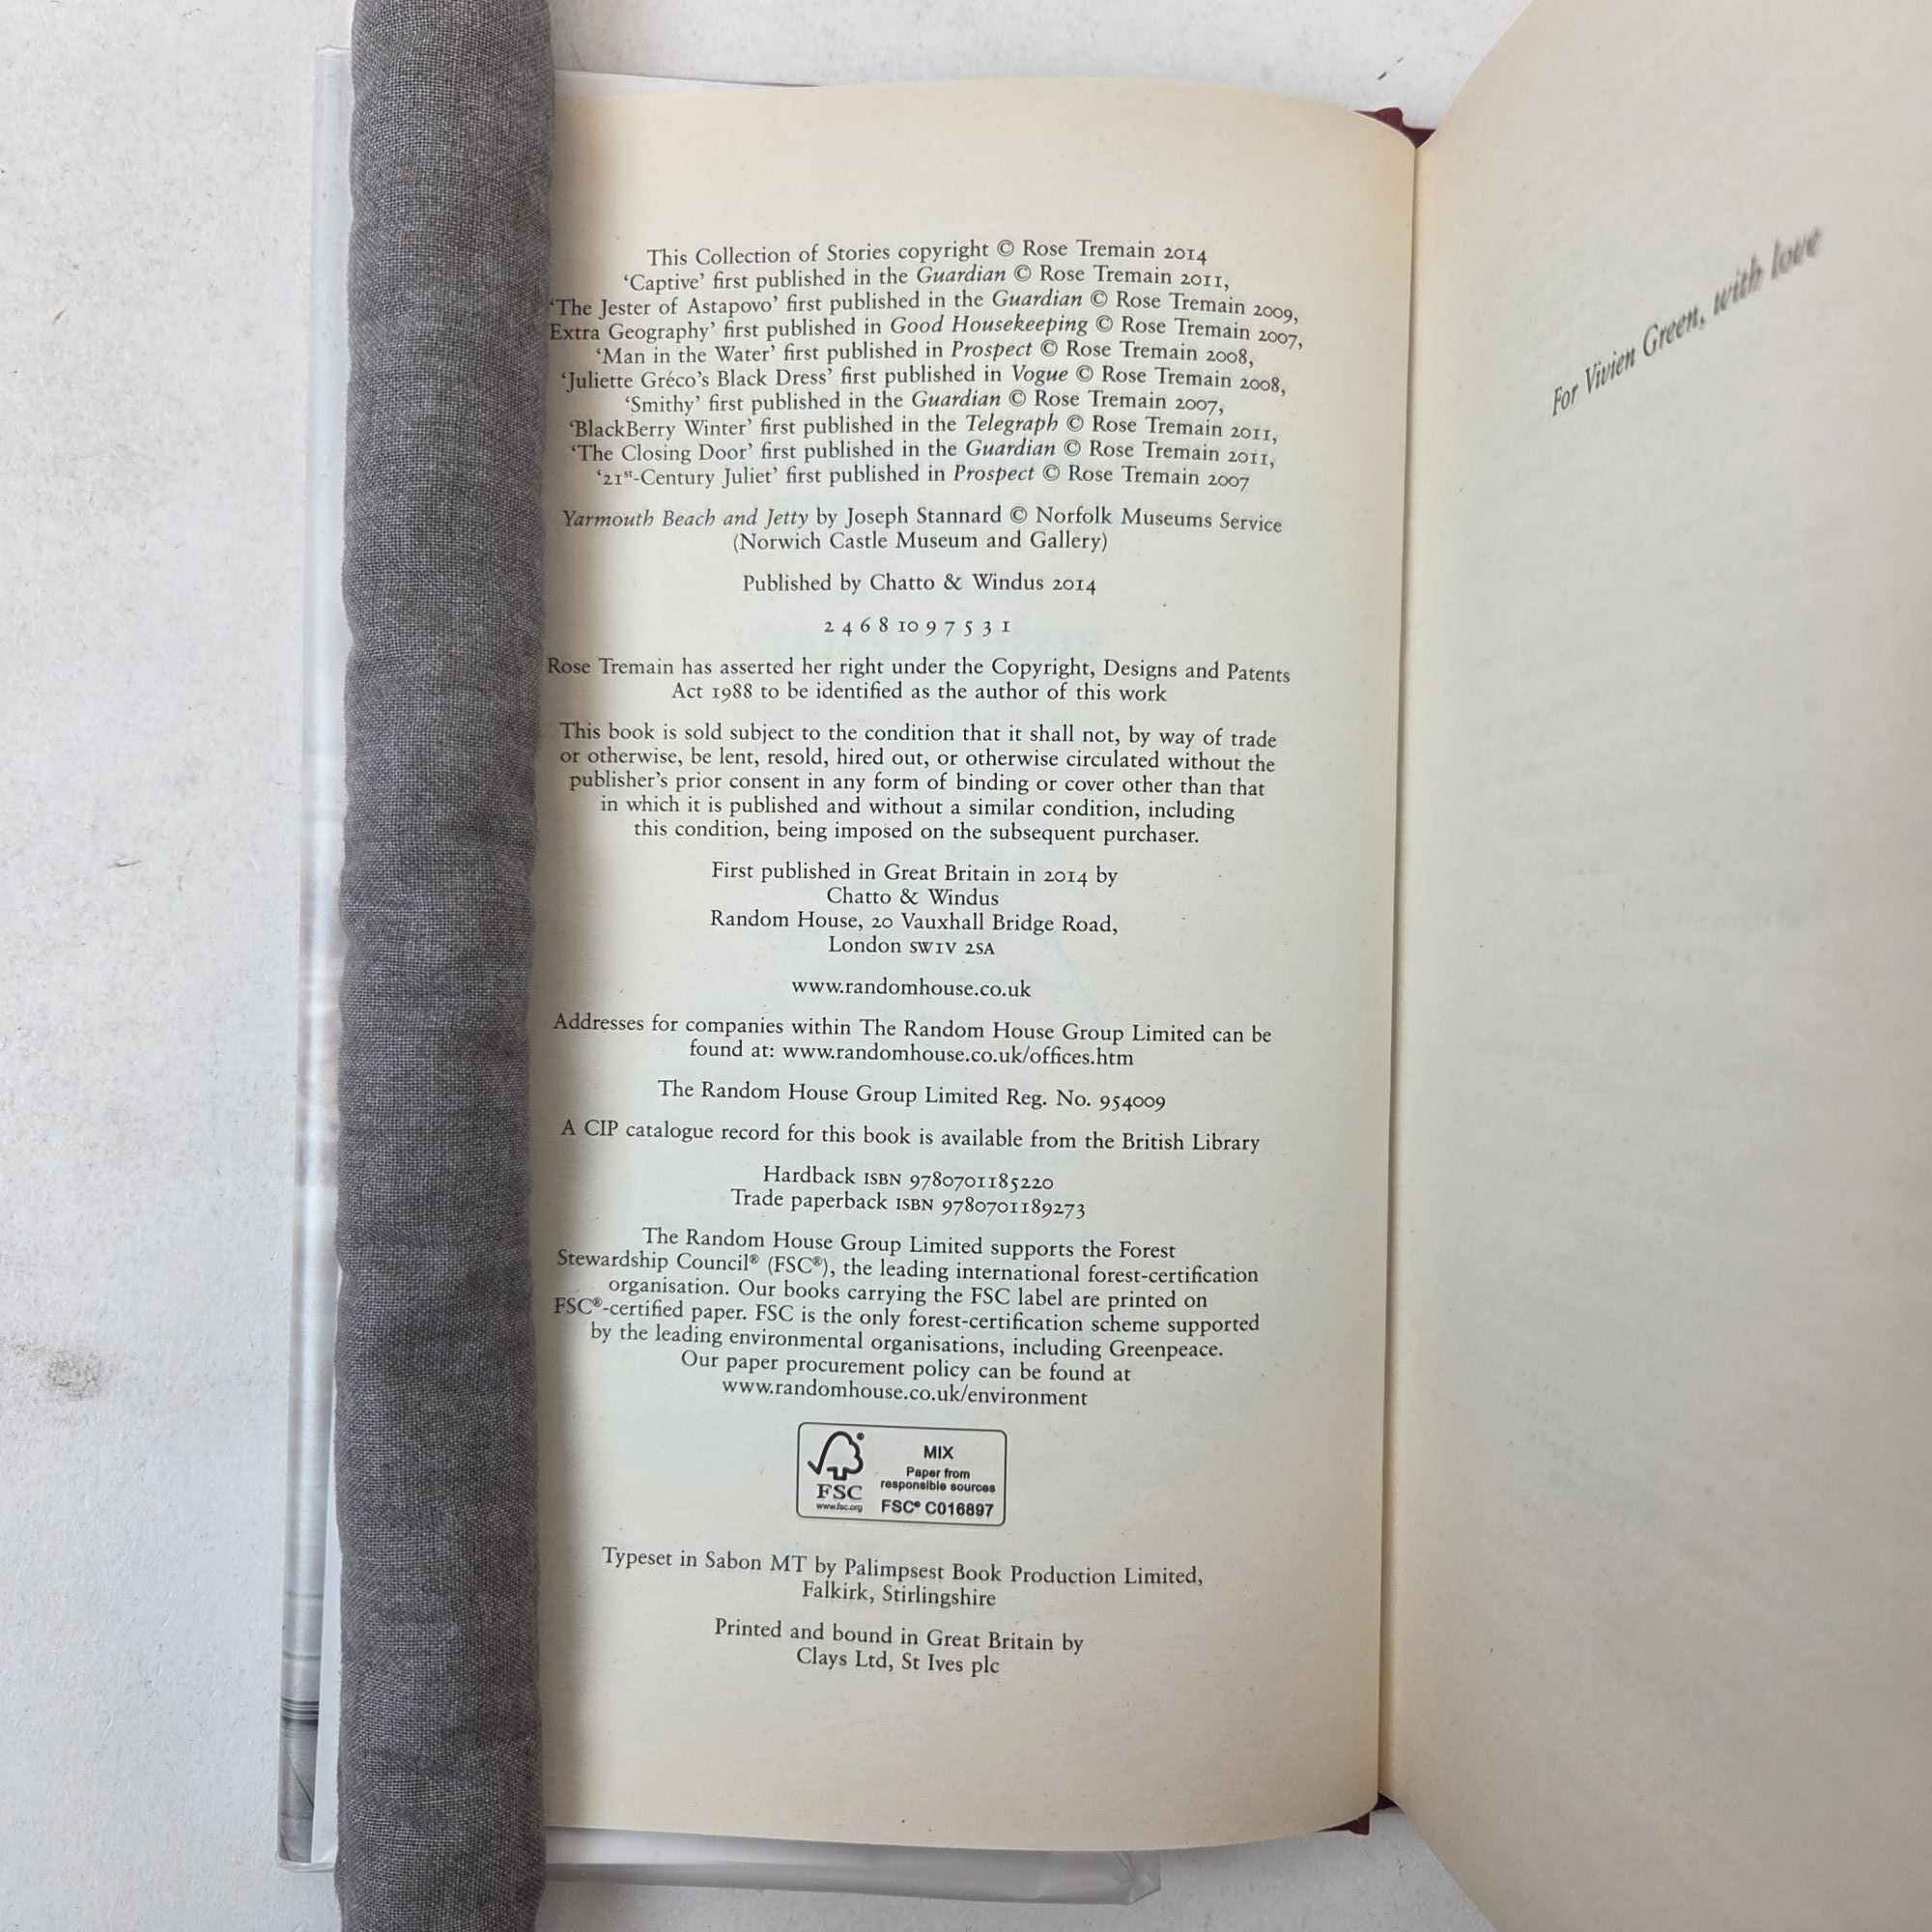 This Collection of Stories copyright © Rose Tremain 2014
‘Captive’ first published in the Guardian © Rose Tremain 2011,
‘The Jester of Astapovo’ first published in the Guardian © Rose Tremain 2009,
Extra Geography’ first published in Good Housekeeping © Rose Tremain 2007,
‘Man in the Water’ first published in Prospect © Rose Tremain 2008,
‘Juliette Gréco’s Black Dress’ first published in Vogue © Rose Tremain 2008,
‘Smithy’ first published in the Guardian © Rose Tremain 2007,
‘BlackBerry Winter’ first published in the Telegraph © Rose Tremain 2011,
‘The Closing Door’ first published in the Guardian © Rose Tremain 2011,
‘21st-Century Juliet’ first published in Prospect © Rose Tremain 2007
Yarmouth Beach and Jetty by Joseph Stannard © Norfolk Museums Service
(Norwich Castle Museum and Gallery)
Published by Chatto & Windus 2014
2 4 6 8 10 9 7 5 3 1
Rose Tremain has asserted her right under the Copyright, Designs and Patents
Act 1988 to be identified as the author of this work
This book is sold subject to the condition that it shall not, by way of trade
or otherwise, be lent, resold, hired out, or otherwise circulated without the
publisher’s prior consent in any form of binding or cover other than that
in which it is published and without a similar condition, including
this condition, being imposed on the subsequent purchaser.
First published in Great Britain in 2014 by
Chatto & Windus
Random House, 20 Vauxhall Bridge Road,
London SW1V 2SA
www.randomhouse.co.uk
Addresses for companies within The Random House Group Limited can be
found at: www.randomhouse.co.uk/offices.htm
The Random House Group Limited Reg. No. 954009
A CIP catalogue record for this book is available from the British Library
Hardback ISBN 9780701185220
Trade paperback ISBN 9780701189273
The Random House Group Limited supports the Forest
Stewardship Council® (FSC®), the leading international forest-certification
organisation. Our books carrying the FSC label are printed on
FSC®-certified paper. FSC is the only forest-certification scheme supported
by the leading environmental organisations, including Greenpeace.
Our paper procurement policy can be found at
www.randomhouse.co.uk/environment
FSC
www.fsc.org
MIX
Paper from
responsible sources
FSC® C016897
Typeset in Sabon MT by Palimpsest Book Production Limited,
Falkirk, Stirlingshire
Printed and bound in Great Britain by
Clays Ltd, St Ives plc
For Vivien Green, with love